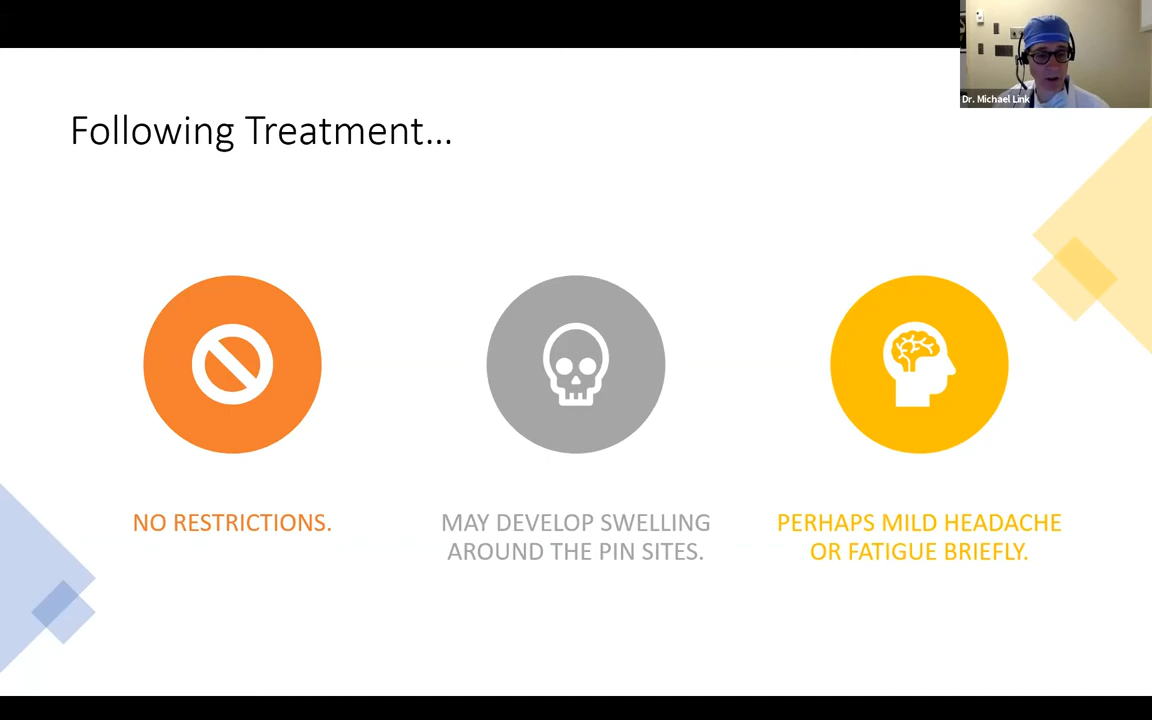 Dr. Michael Link
Following Treatment...
NO RESTRICTIONS.
MAY DEVELOP SWELLING
AROUND THE PIN SITES.
PERHAPS MILD HEADACHE
OR FATIGUE BRIEFLY.